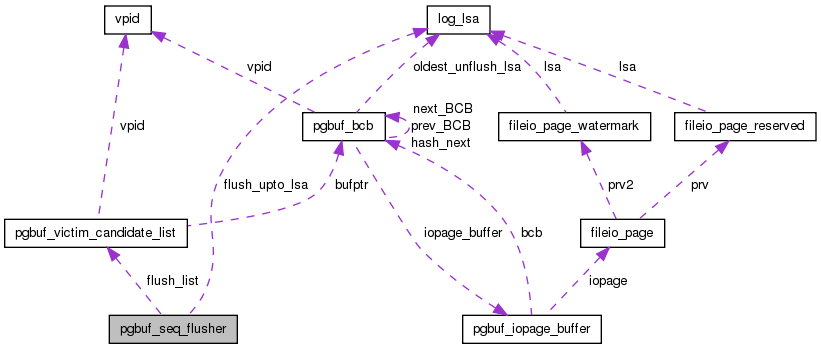 vpid
log_lsa
vpid
oldest_unflush_lsa
lsa
lsa
next_BCB
prev_BCB
hash_next
pgbuf_bcb
fileio_page_watermark
fileio_page_reserved
vpid
flush_upto_lsa
bufptr
prv2
prv
pgbuf_victim_candidate_list
iopage_buffer
bcb
fileio_page
flush_list
iopage
pgbuf_seq_flusher
pgbuf_iopage_buffer